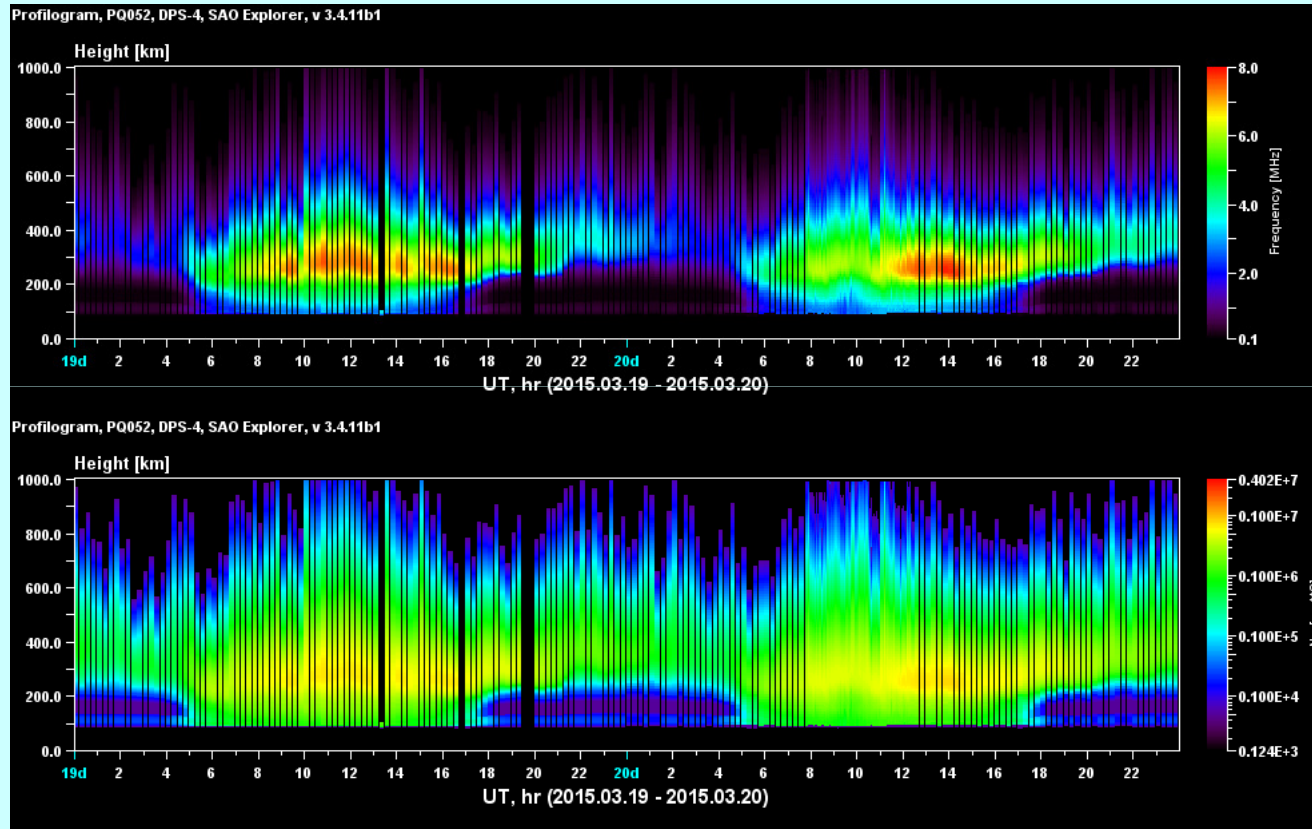 Profilogram, PQ052, DPS-4, SAO Explorer, v 3.4.11b1
Height [km]
1000.0
800.0
600.0
400.0
200.0
0.0
19d 2 4 6 8 10 12 14 16 18 20 22 20d 2 4 6 8 10 12 14 16 18 20 22
UT, hr (2015.03.19 - 2015.03.20)
8.0
6.0
4.0
2.0
0.1
Frequency [MHz]
Profilogram, PQ052, DPS-4, SAO Explorer, v 3.4.11b1
Height [km]
1000.0
800.0
600.0
400.0
200.0
0.0
19d 2 4 6 8 10 12 14 16 18 20 22 20d 2 4 6 8 10 12 14 16 18 20 22
UT, hr (2015.03.19 - 2015.03.20)
0.402E+7
0.100E+7
0.100E+6
0.100E+5
0.100E+4
0.124E+3